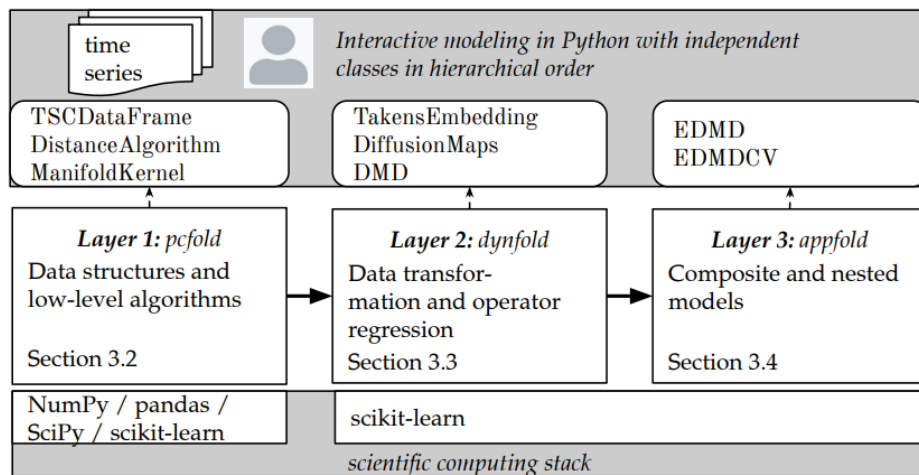 time
series
Interactive modeling in Python with independent
classes in hierarchical order
TSCDataFrame
DistanceAlgorithm
ManifoldKernel
TakensEmbedding
DiffusionMaps
DMD
EDMD
EDMDCV
Layer 1: pcfold
Data structures and
low-level algorithms
Section 3.2
Layer 2: dynfold
Data transfor-
mation and operator
regression
Section 3.3
Layer 3: appfold
Composite and nested
models
Section 3.4
NumPy / pandas /
SciPy / scikit-learn
scikit-learn
scientific computing stack